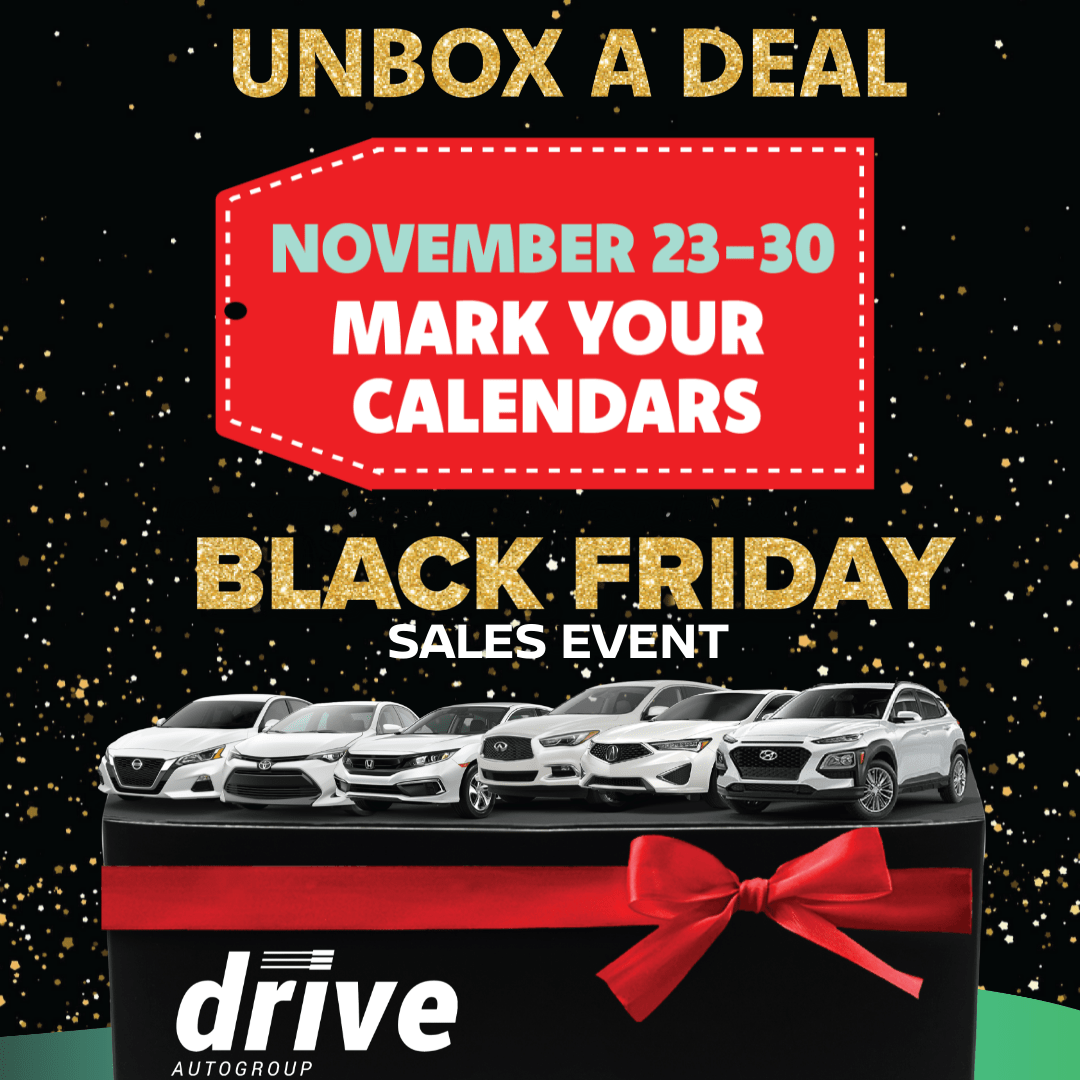 UNBOX A DEAL
NOVEMBER 23-30
MARK YOUR
CALENDARS
BLACK FRIDAY
SALES EVENT
drive
AUTOGROUP